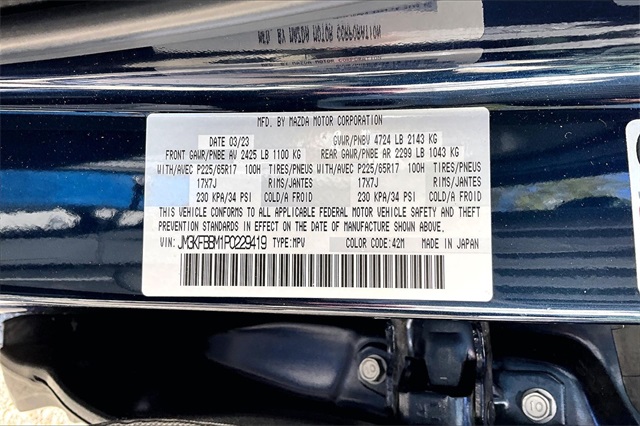 MFD. BY MAZDA MOTOR CORPORATION
DATE 03/23 GVWR/PNBV 4724 LB 2143 KG
FRONT GAWR/PNBE AV 2425 LB 1100 KG REAR GAWR/PNBE AR 2299 LB 1043 KG
WITH/AVEC P225/65R17 100H TIRES/PNEUS WITH/AVEC P225/65R17 100H TIRES/PNEUS
17X7J RIMS/JANTES 17X7J RIMS/JANTES
230 KPA/34 PSI COLD/A FROID 230 KPA/34 PSI COLD/A FROID
THIS VEHICLE CONFORMS TO ALL APPLICABLE FEDERAL MOTOR VEHICLE SAFETY AND THEFT
PREVENTION STANDARDS IN EFFECT ON THE DATE OF MANUFACTURE SHOWN ABOVE.
VIN: JM3KFBBM1P0229419 TYPE:MPV COLOR CODE:42M MADE IN JAPAN